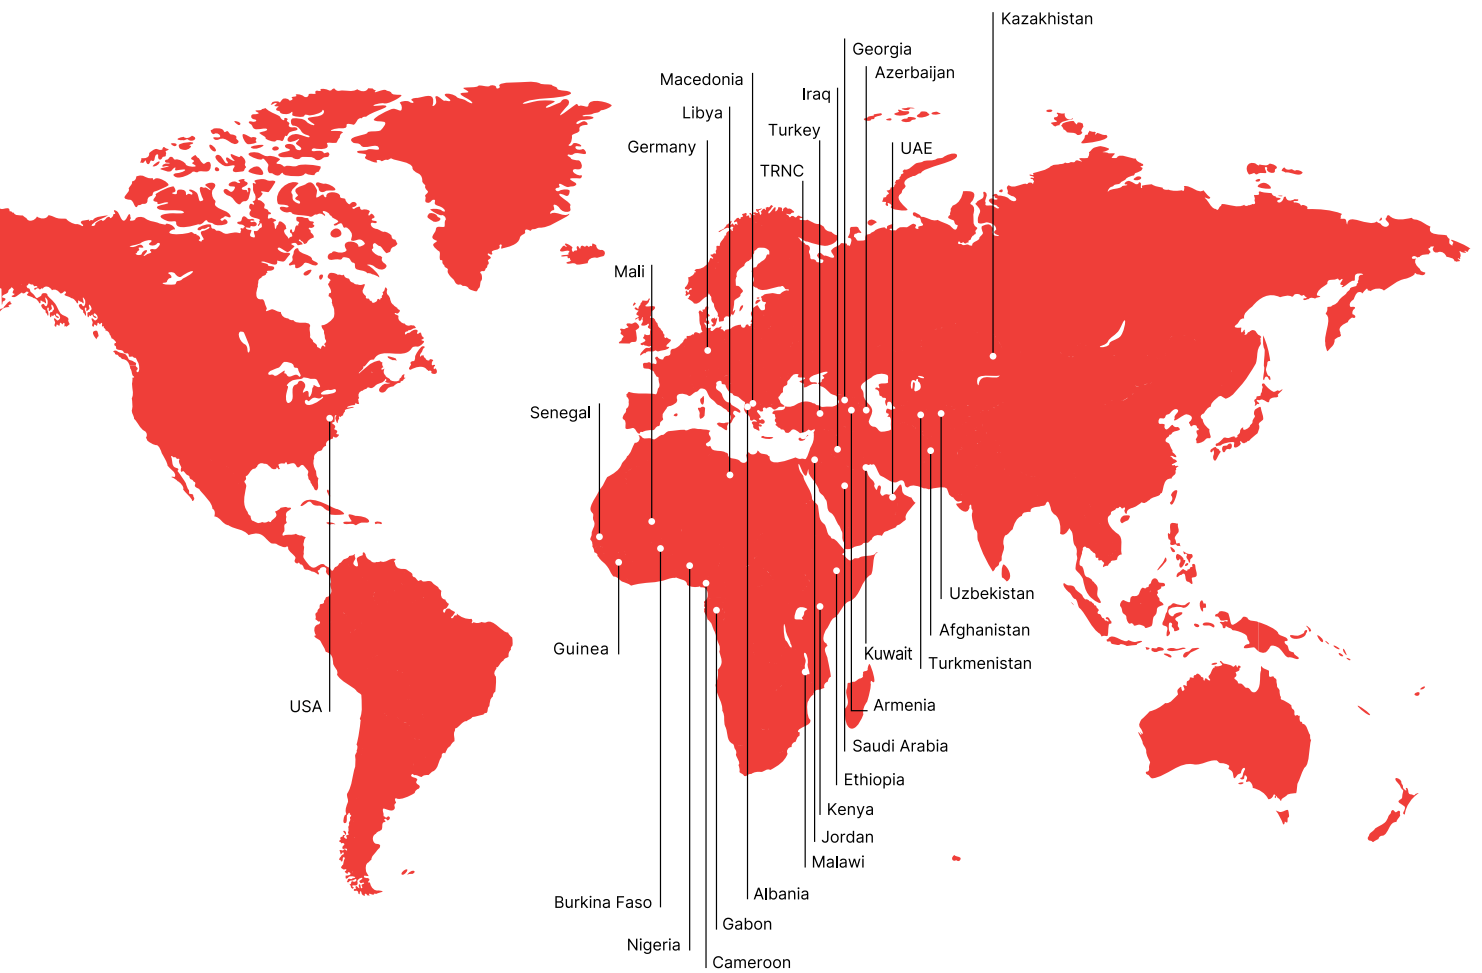 Kazakhstan
Georgia
Azerbaijan
Macedonia
Iraq
Libya
Turkey
Germany
UAE
TRNC
Mali
Senegal
Uzbekistan
Afghanistan
Guinea
Kuwait
Turkmenistan
USA
Armenia
Saudi Arabia
Ethiopia
Kenya
Jordan
Malawi
Albania
Burkina Faso
Gabon
Nigeria
Cameroon